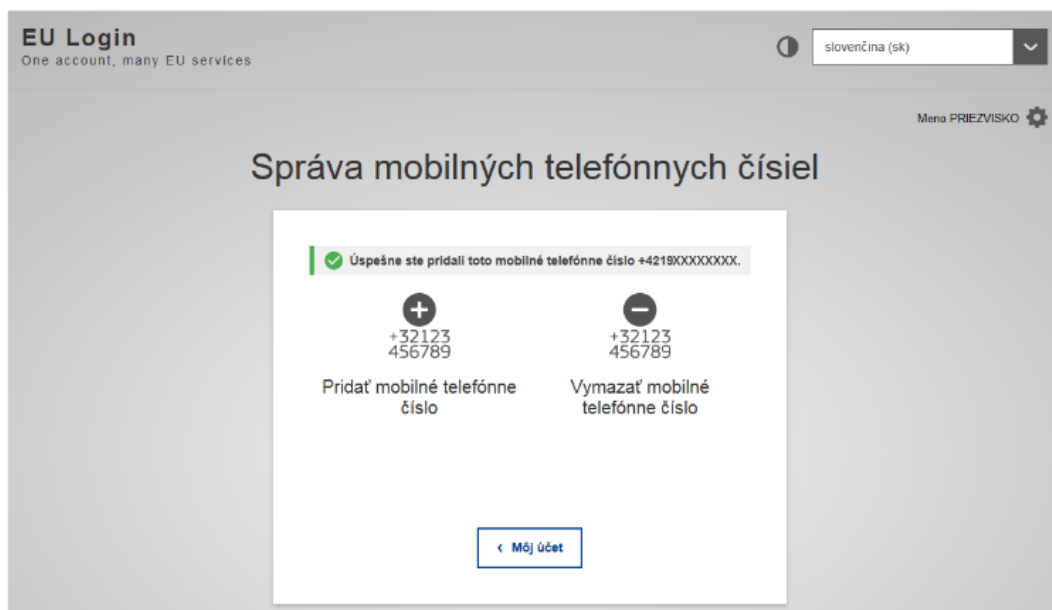 EU Login
One account, many EU services
slovenčina (sk)
Meno PRIEZVISKO
Správa mobilných telefónnych čísiel
Úspešne ste pridali toto mobilné telefónne číslo +4219XXXXXXXX.
+32123
456789
Pridať mobilné telefónne
číslo
+32123
456789
Vymazať mobilné
telefónne číslo
Môj účet